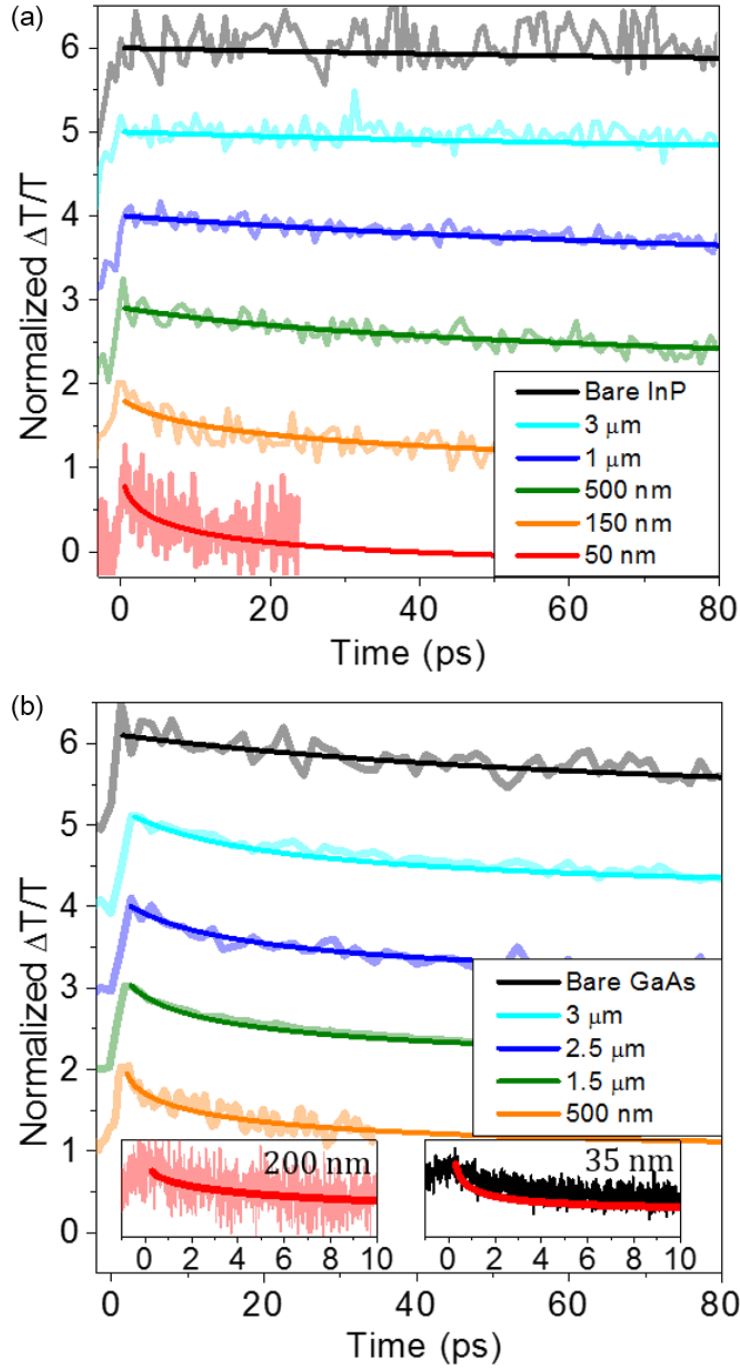 (a)
Normalized ΔT/T
6
5
4
3
2
1
0
Bare InP
3 μm
1 μm
500 nm
150 nm
50 nm
0 20 40 60 80
Time (ps)
(b)
Normalized ΔT/T
6
5
4
3
2
1
0
Bare GaAs
3 μm
2.5 μm
1.5 μm
500 nm
200 nm
35 nm
0 2 4 6 8 10
0 2 4 6 8 10
0 20 40 60 80
Time (ps)